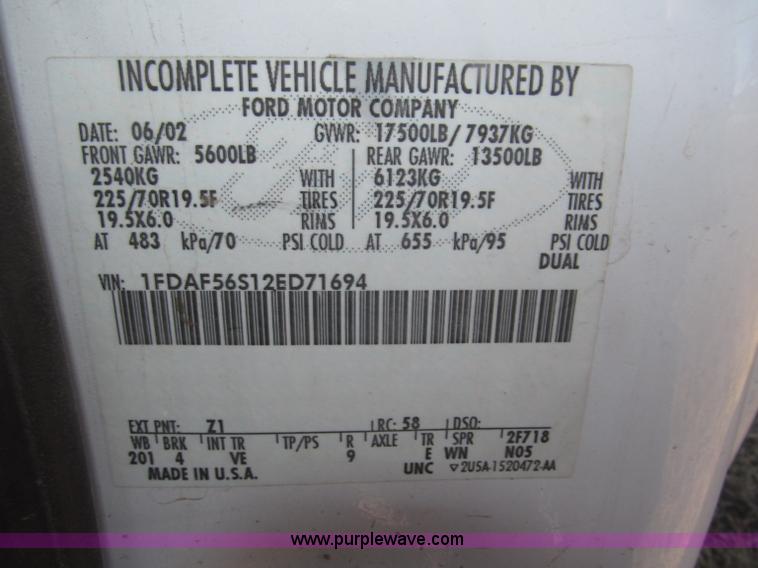 INCOMPLETE VEHICLE MANUFACTURED BY
FORD MOTOR COMPANY
DATE: 06/02 GVWR: 17500LB/ 7937KG
FRONT GAWR: 5600LB REAR GAWR: 13500LB
2540KG WITH 6123KG WITH
225/70R19.5F TIRES 225/70R19.5F TIRES
19.5X6.0 RIMS 19.5X6.0 RIMS
AT 483 kPa/70 PSI COLD AT 655 kPa/95 PSI COLD
DUAL
VIN: 1FDAF56S12ED71694
EXT PNT: Z1 RC: 58 DSO:
WB BRK INT TR TP/PS R AXLE TR SPR 2F718
201 4 VE 9 E WN N05
MADE IN U.S.A. UNC ▽2U5A-1520472-AA
www.purplewave.com